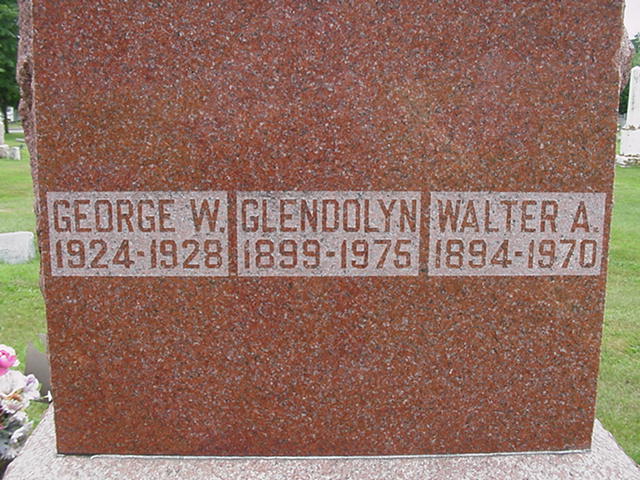 GEORGE W.
1924-1928
GLENDOLYN
1899-1975
WALTER A.
1894-1970